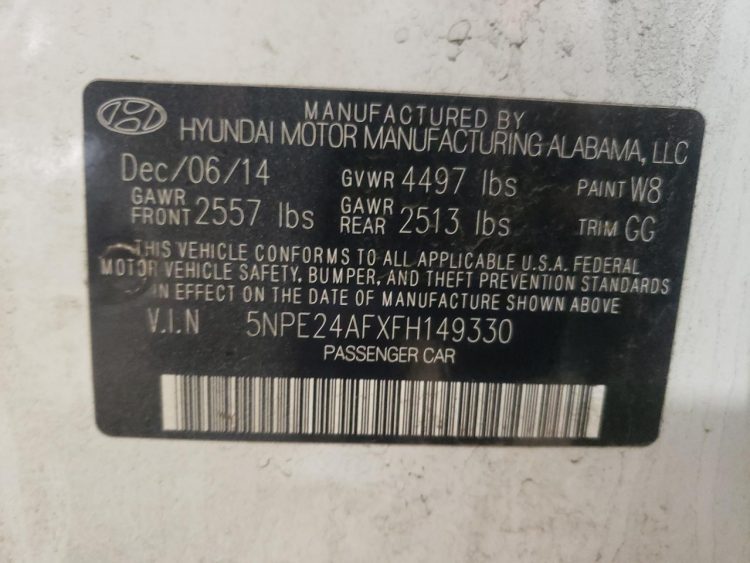 MANUFACTURED BY
HYUNDAI MOTOR MANUFACTURING ALABAMA, LLC
Dec/06/14 GVWR 4497 lbs PAINT W8
GAWR FRONT 2557 lbs GAWR REAR 2513 lbs TRIM GG
THIS VEHICLE CONFORMS TO ALL APPLICABLE U.S.A. FEDERAL
MOTOR VEHICLE SAFETY, BUMPER, AND THEFT PREVENTION STANDARDS
IN EFFECT ON THE DATE OF MANUFACTURE SHOWN ABOVE
V.I.N 5NPE24AFXFH149330
PASSENGER CAR